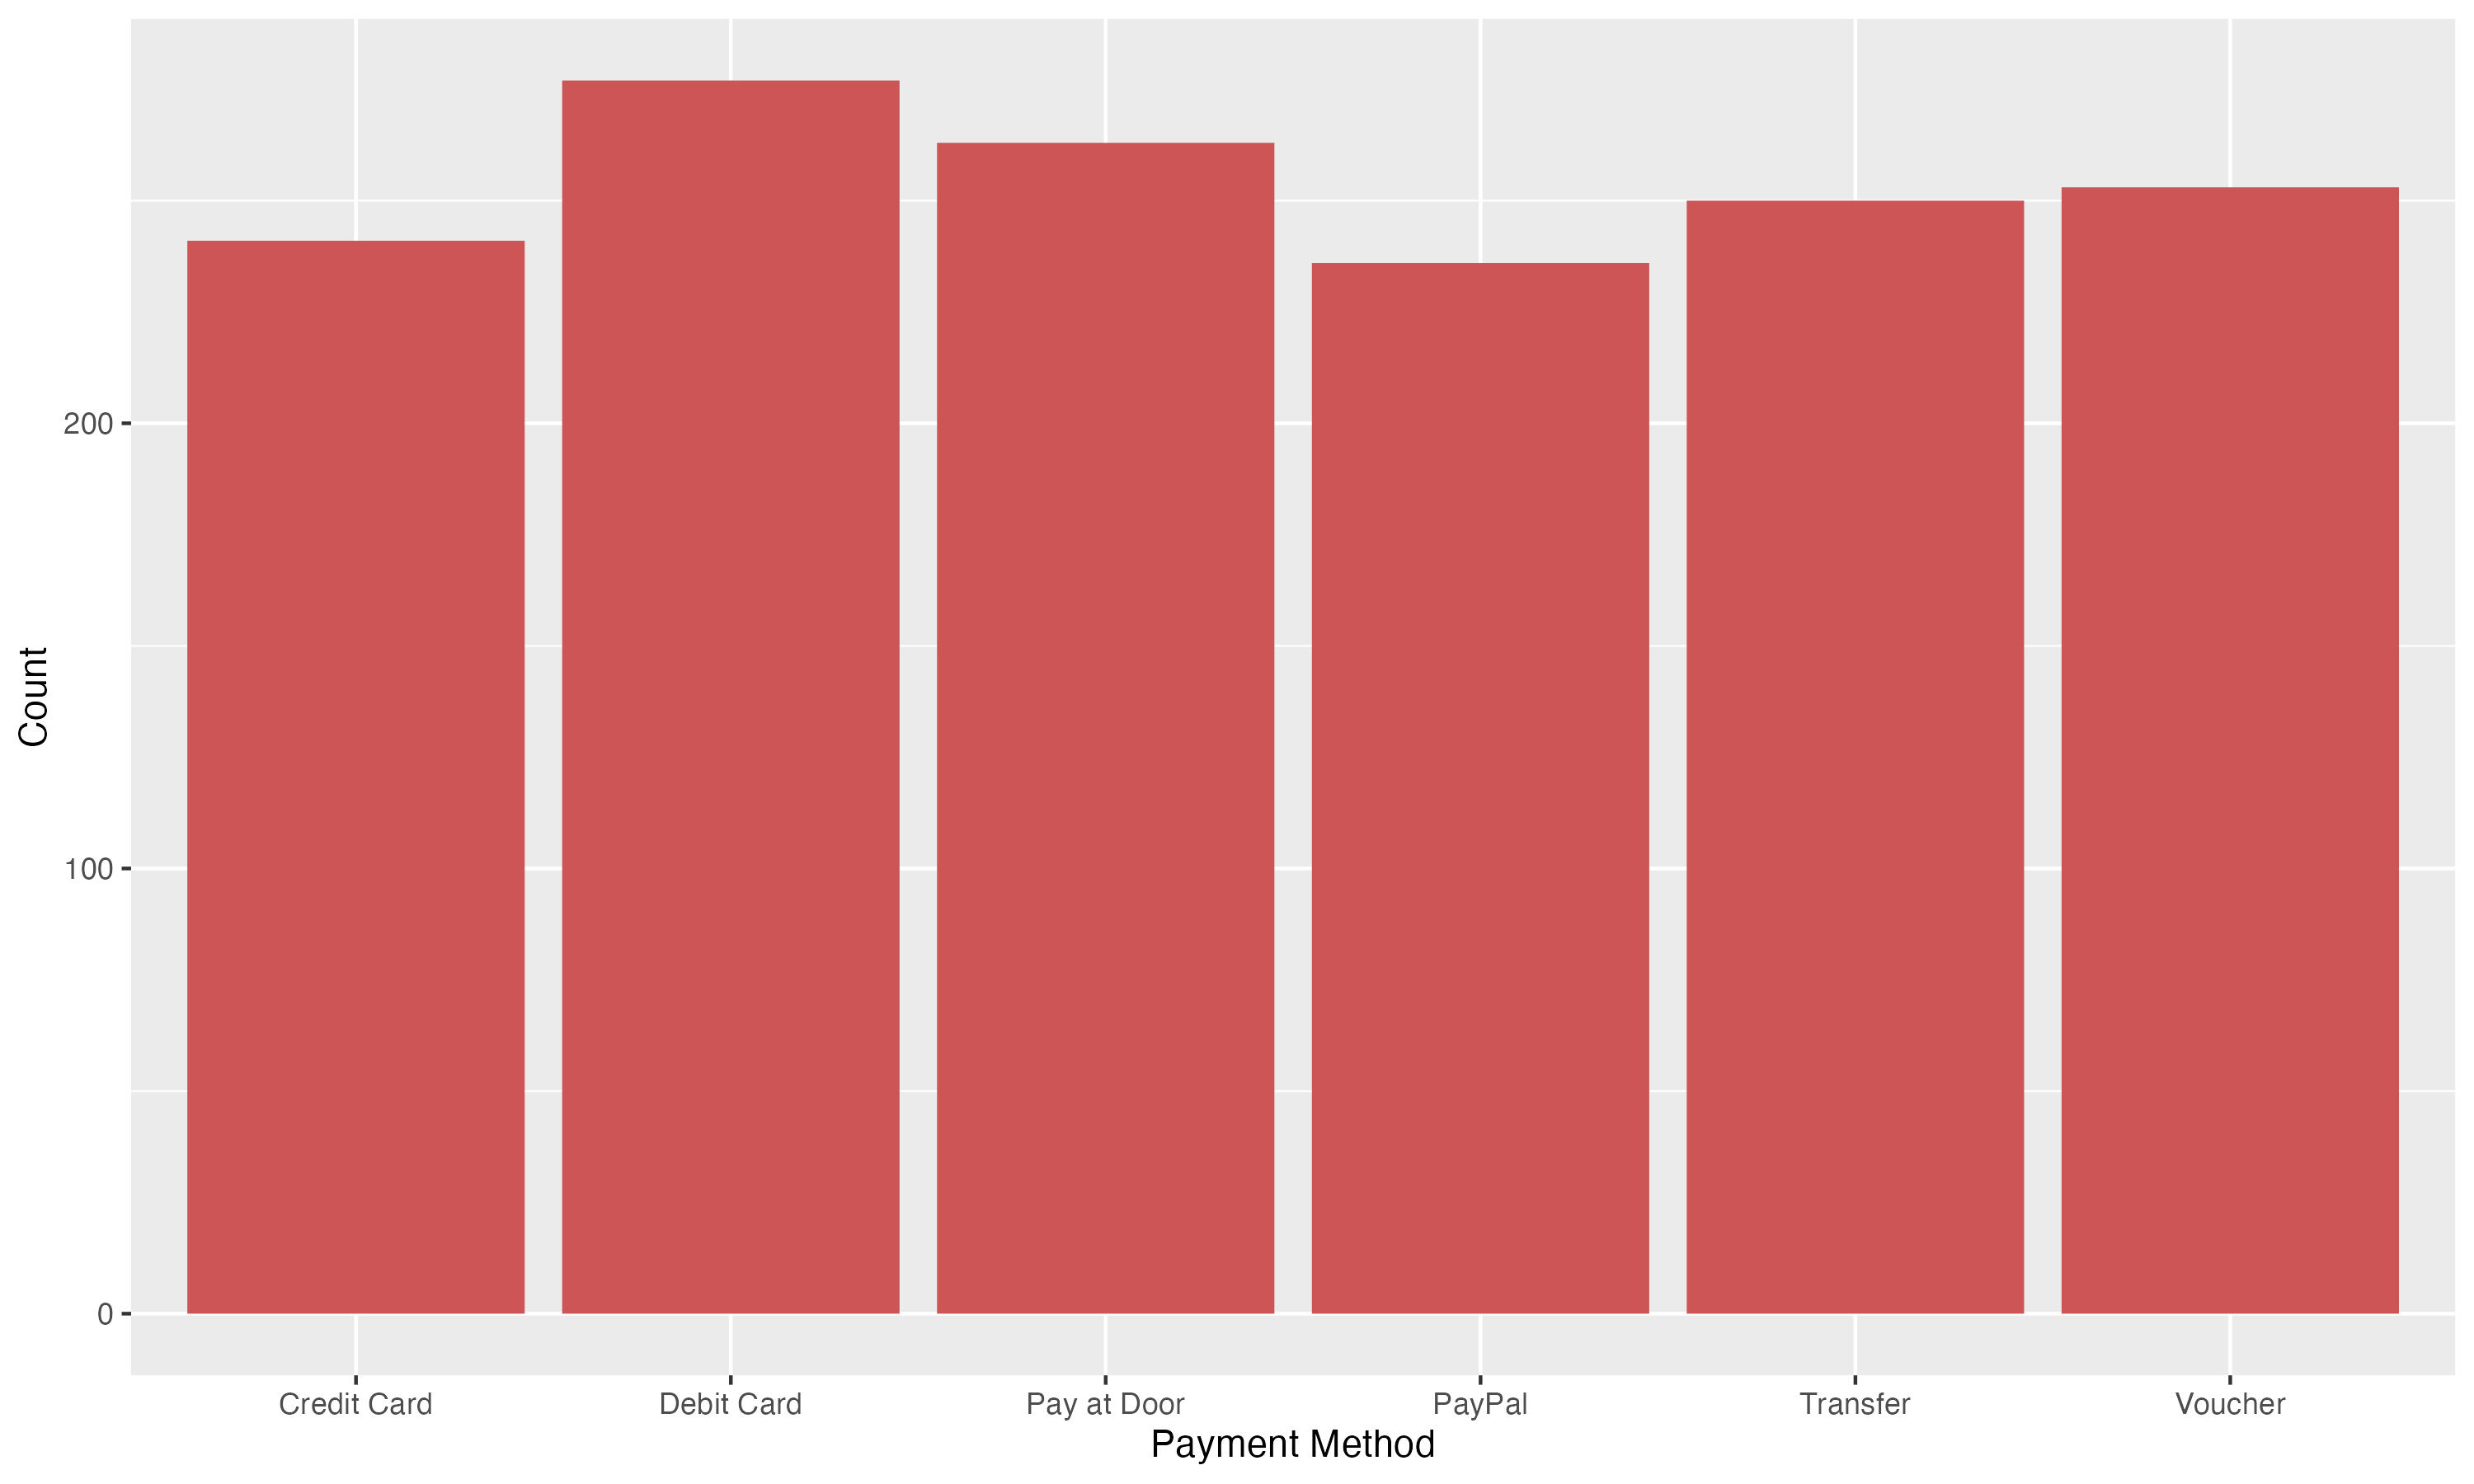 Count
200
100
0
Credit Card Debit Card Pay at Door PayPal Transfer Voucher
Payment Method